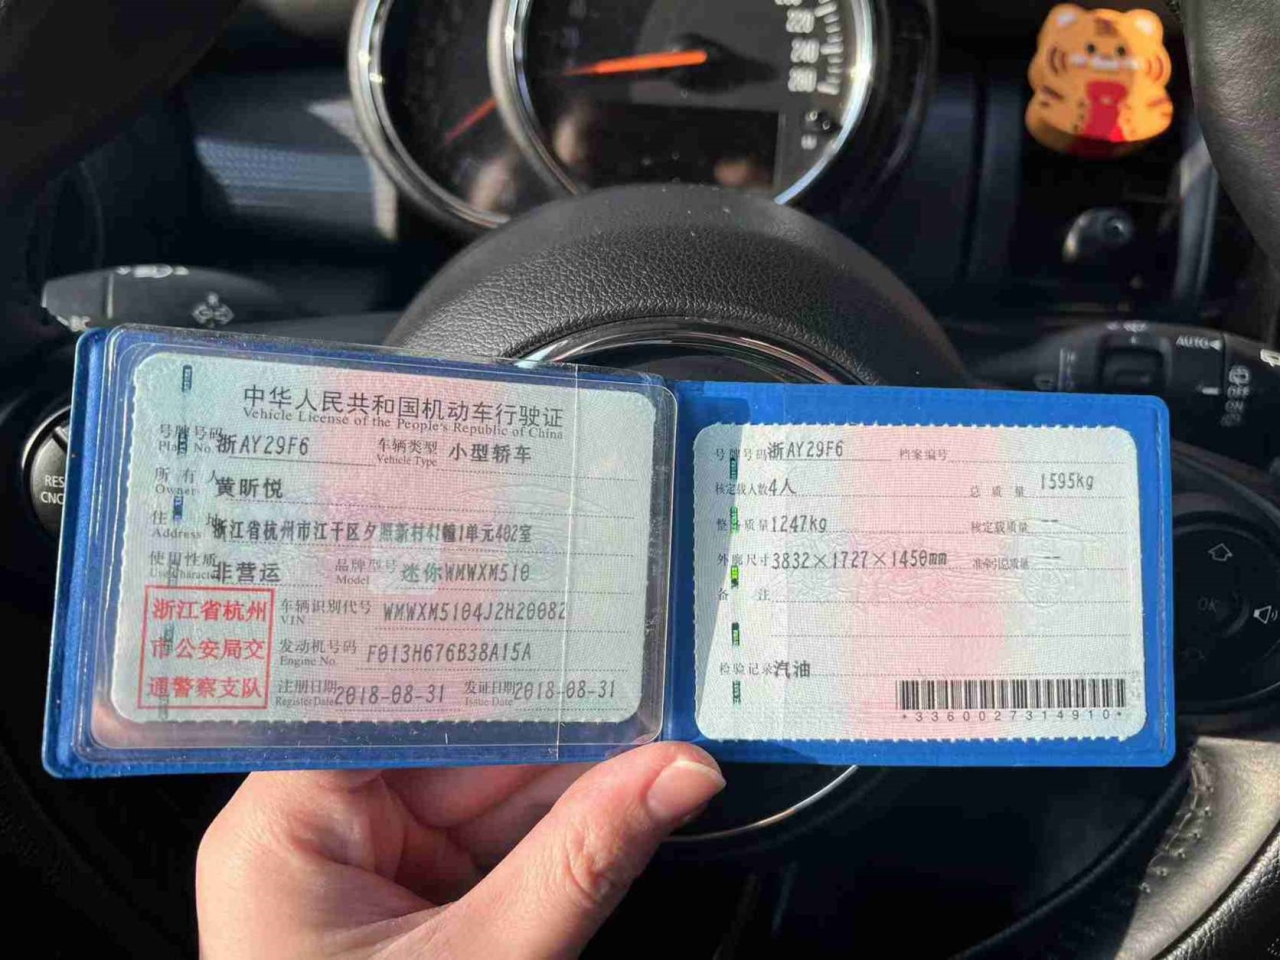 220
240
260
AUTO
OFF
ON
RES
CNC
OK
中华人民共和国机动车行驶证
Vehicle License of the People's Republic of China
号牌号码 浙AY29F6 车辆类型 小型轿车
Plate No. Vehicle Type
所有人 黄昕悦
Owner
住址 浙江省杭州市江干区夕照新村41幢1单元402室
Address
使用性质 非营运 品牌型号 迷你WMWXM510
Use Character Model
浙江省杭州
市公安局交
通警察支队
车辆识别代号 WMWXM5104J2H20082
VIN
发动机号码 F013H676B38A15A
Engine No.
注册日期 2018-08-31 发证日期 2018-08-31
Register Date Issue Date
号牌号码 浙AY29F6 档案编号
核定载人数 4人 总质量 1595kg
整备质量 1247kg 核定载质量 --
外廓尺寸 3832×1727×1450mm 准牵引总质量 --
备注
检验记录 汽油
*3360027314910*